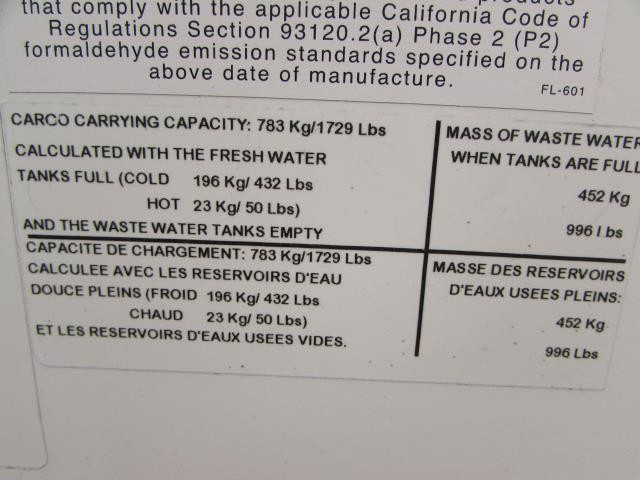 that comply with the applicable California Code of
Regulations Section 93120.2(a) Phase 2 (P2)
formaldehyde emission standards specified on the
above date of manufacture.
FL-601
CARCO CARRYING CAPACITY: 783 Kg/1729 Lbs
CALCULATED WITH THE FRESH WATER
TANKS FULL (COLD 196 Kg/ 432 Lbs
HOT 23 Kg/ 50 Lbs)
AND THE WASTE WATER TANKS EMPTY
MASS OF WASTE WATER
WHEN TANKS ARE FULL
452 Kg
996 lbs
CAPACITE DE CHARGEMENT: 783 Kg/1729 Lbs
CALCULEE AVEC LES RESERVOIRS D'EAU
DOUCE PLEINS (FROID 196 Kg/ 432 Lbs
CHAUD 23 Kg/ 50 Lbs)
ET LES RESERVOIRS D'EAUX USEES VIDES.
MASSE DES RESERVOIRS
D'EAUX USEES PLEINS:
452 Kg
996 Lbs